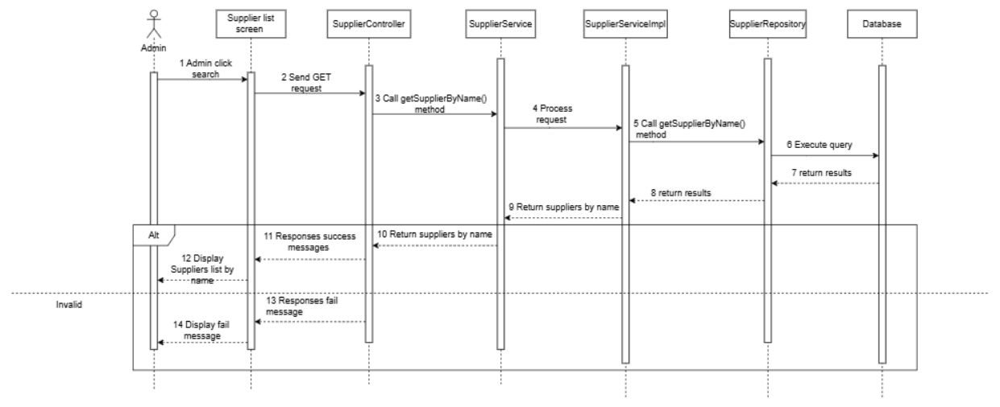 Supplier list
screen
SupplierController
SupplierService
SupplierServiceImpl
SupplierRepository
Database
Admin
1 Admin click
search
2 Send GET
request
3 Call getSupplierByName()
method
4 Process
request
5 Call getSupplierByName()
method
6 Execute query
7 return results
8 return results
9 Return suppliers by name
Alt
10 Return suppliers by name
11 Responses success
messages
12 Display
Suppliers list by
name
Invalid
13 Responses fail
message
14 Display fail
message